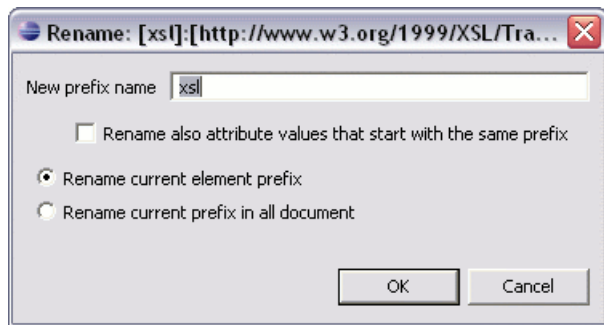 Rename: [xsl]:[http://www.w3.org/1999/XSL/Tra...
New prefix name xsl
Rename also attribute values that start with the same prefix
Rename current element prefix
Rename current prefix in all document
OK Cancel